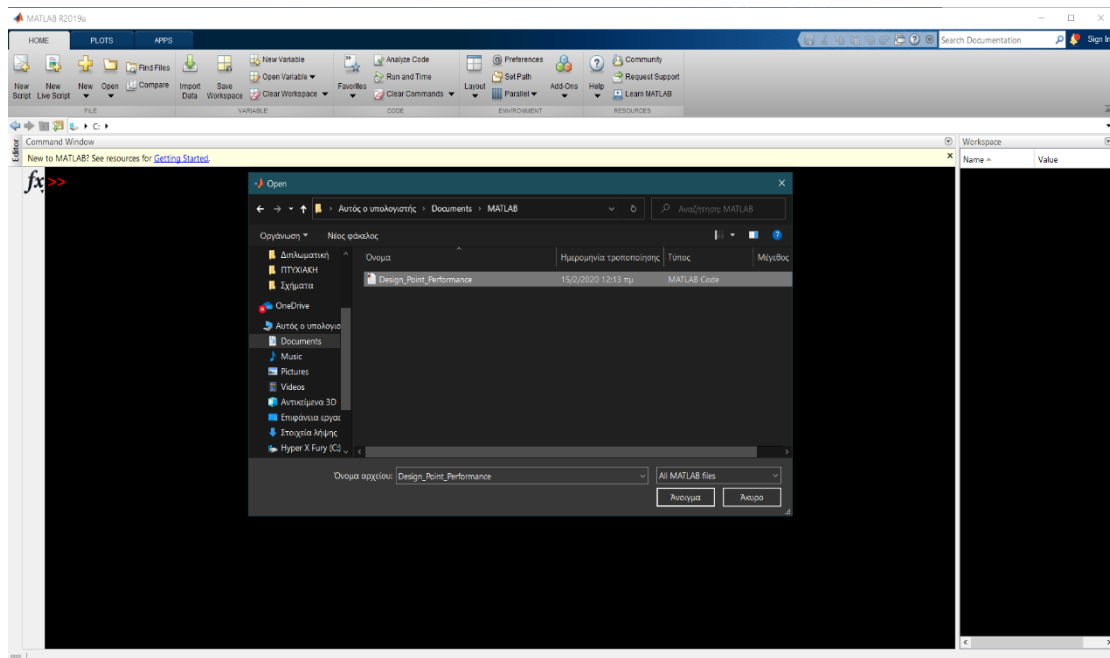 MATLAB R2019a
HOME PLOTS APPS
Search Documentation
Sign In
New Script
New Live Script
New
Open
Find Files
Compare
Import Data
Save Workspace
New Variable
Open Variable
Clear Workspace
Favorites
Analyze Code
Run and Time
Clear Commands
Layout
Preferences
Set Path
Parallel
Add-Ons
Help
Community
Request Support
Learn MATLAB
FILE VARIABLE CODE ENVIRONMENT RESOURCES
C:
Editor
Command Window
New to MATLAB? See resources for Getting Started.
fx >>
Workspace
Name Value
Open
Αυτός ο υπολογιστής › Documents › MATLAB
Αναζήτηση: MATLAB
Οργάνωση Νέος φάκελος
Διπλωματική
ΠΤΥΧΙΑΚΗ
Σχήματα
OneDrive
Αυτός ο υπολογισ
Documents
Music
Pictures
Videos
Αντικείμενα 3D
Επιφάνεια εργασ
Στοιχεία λήψης
Hyper X Fury (C:)
Όνομα Ημερομηνία τροποποίησης Τύπος Μέγεθος
Design_Point_Performance 15/2/2020 12:13 πμ MATLAB Code
Όνομα αρχείου: Design_Point_Performance
All MATLAB files
Άνοιγμα Άκυρο